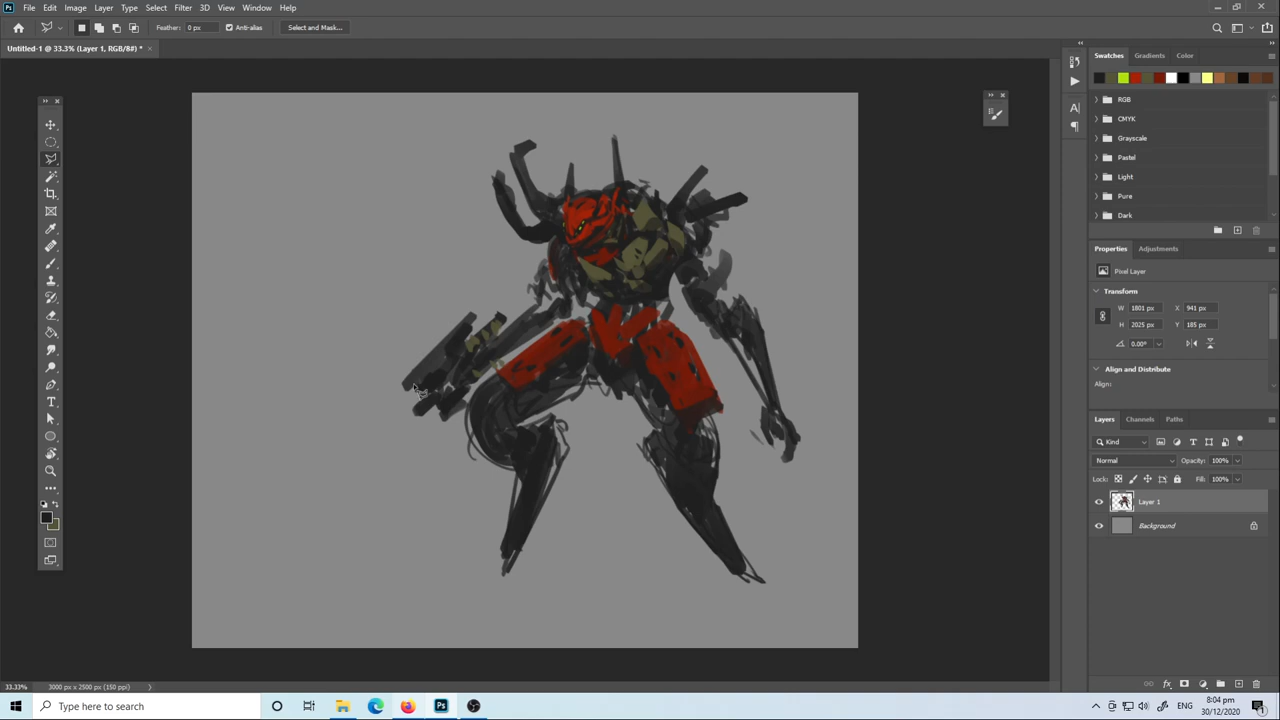 Ps File Edit Image Layer Type Select Filter 3D View Window Help
Feather: 0 px Anti-alias Select and Mask...
Untitled-1 @ 33.3% (Layer 1, RGB/8#) *
Swatches Gradients Color
RGB
CMYK
Grayscale
Pastel
Light
Pure
Dark
Properties Adjustments
Pixel Layer
Transform
W 1801 px X 941 px
H 2025 px Y 185 px
0.00°
Align and Distribute
Align:
Layers Channels Paths
Kind
Normal Opacity: 100%
Lock: Fill: 100%
Layer 1
Background
33.33% 3000 px x 2500 px (150 ppi)
Type here to search
Ps
ENG
8:04 pm
30/12/2020